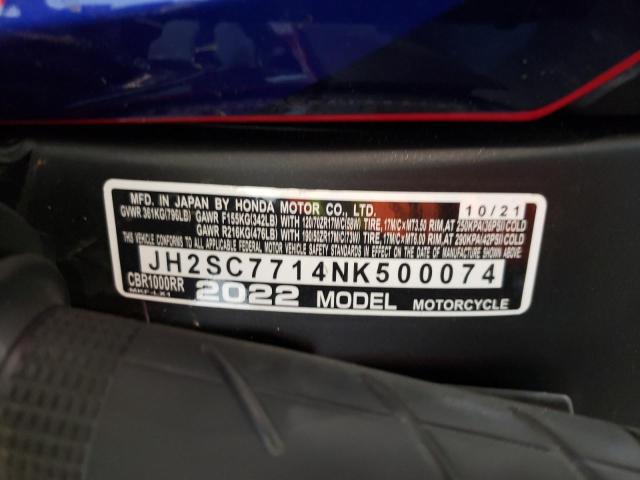 MFD. IN JAPAN BY HONDA MOTOR CO., LTD. 10/21
GVWR 361KG(796LB) GAWR F155KG(342LB) WITH 120/70ZR17M/C(58W) TIRE, 17M/C×MT3.50 RIM, AT 250KPA(36PSI)COLD
GAWR R216KG(476LB) WITH TIRE, 17M/C×MT6.00 RIM, AT 290KPA(42PSI)COLD
THIS VEHICLE CONFORMS TO ALL APPLICABLE FEDERAL MOTOR VEHICLE SAFETY STANDARDS IN EFFECT ON THE DATE OF MANUFACTURE SHOWN ABOVE.
JH2SC7714NK500074
CBR1000RR 2022 MODEL MOTORCYCLE
MKF-LX1